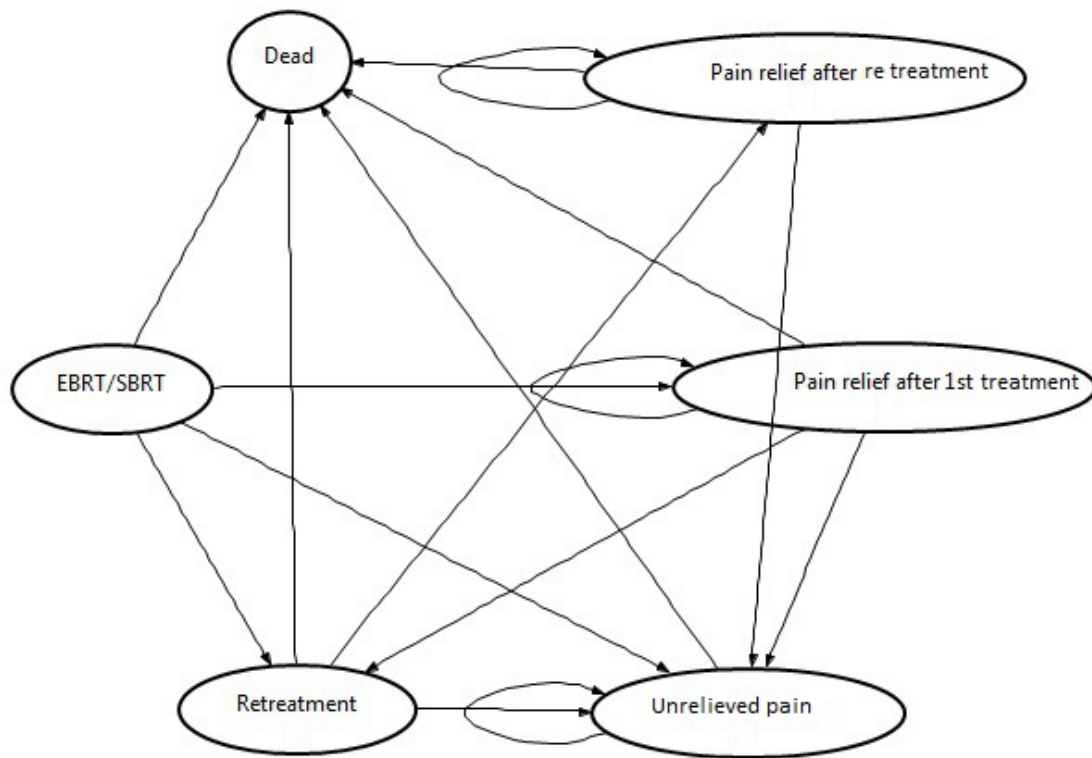 Dead
Pain relief after re treatment
EBRT/SBRT
Pain relief after 1st treatment
Retreatment
Unrelieved pain